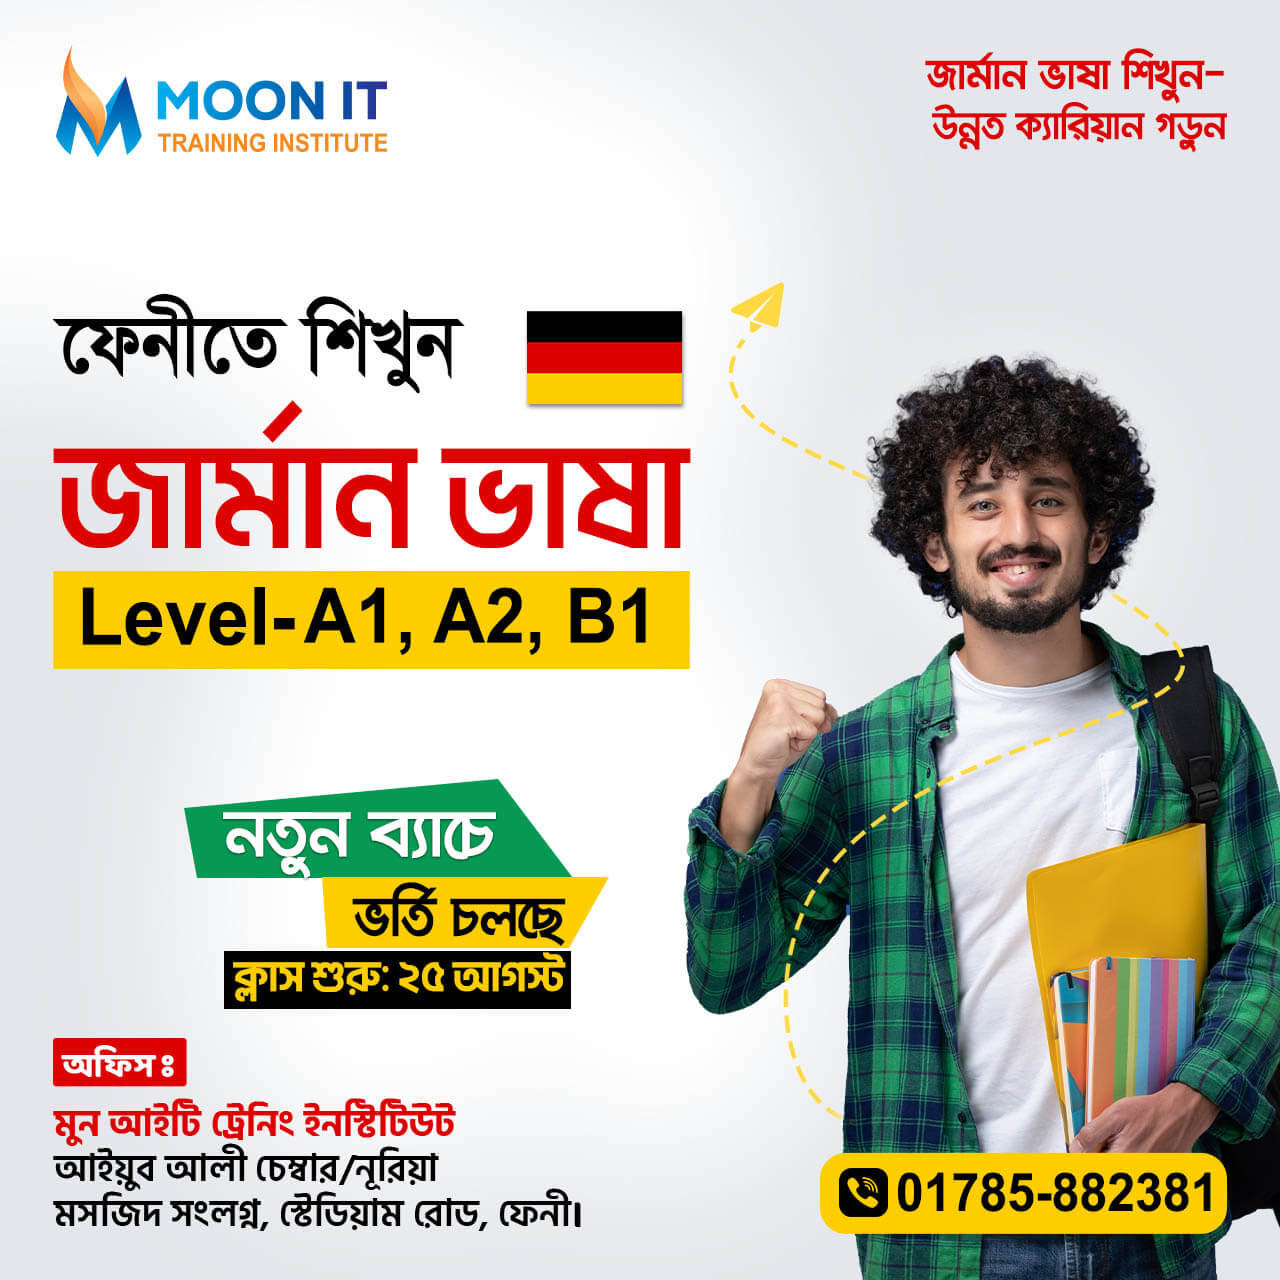 MOON IT
TRAINING INSTITUTE
জার্মান ভাষা শিখুন-
উন্নত ক্যারিয়ান গড়ুন
ফেনীতে শিখুন
জার্মান ভাষা
Level-A1, A2, B1
নতুন ব্যাচে
ভর্তি চলছে
ক্লাস শুরু: ২৫ আগস্ট
অফিস ঃ
মুন আইটি ট্রেনিং ইনস্টিটিউট
আইয়ুব আলী চেম্বার/নূরিয়া
মসজিদ সংলগ্ন, স্টেডিয়াম রোড, ফেনী।
01785-882381